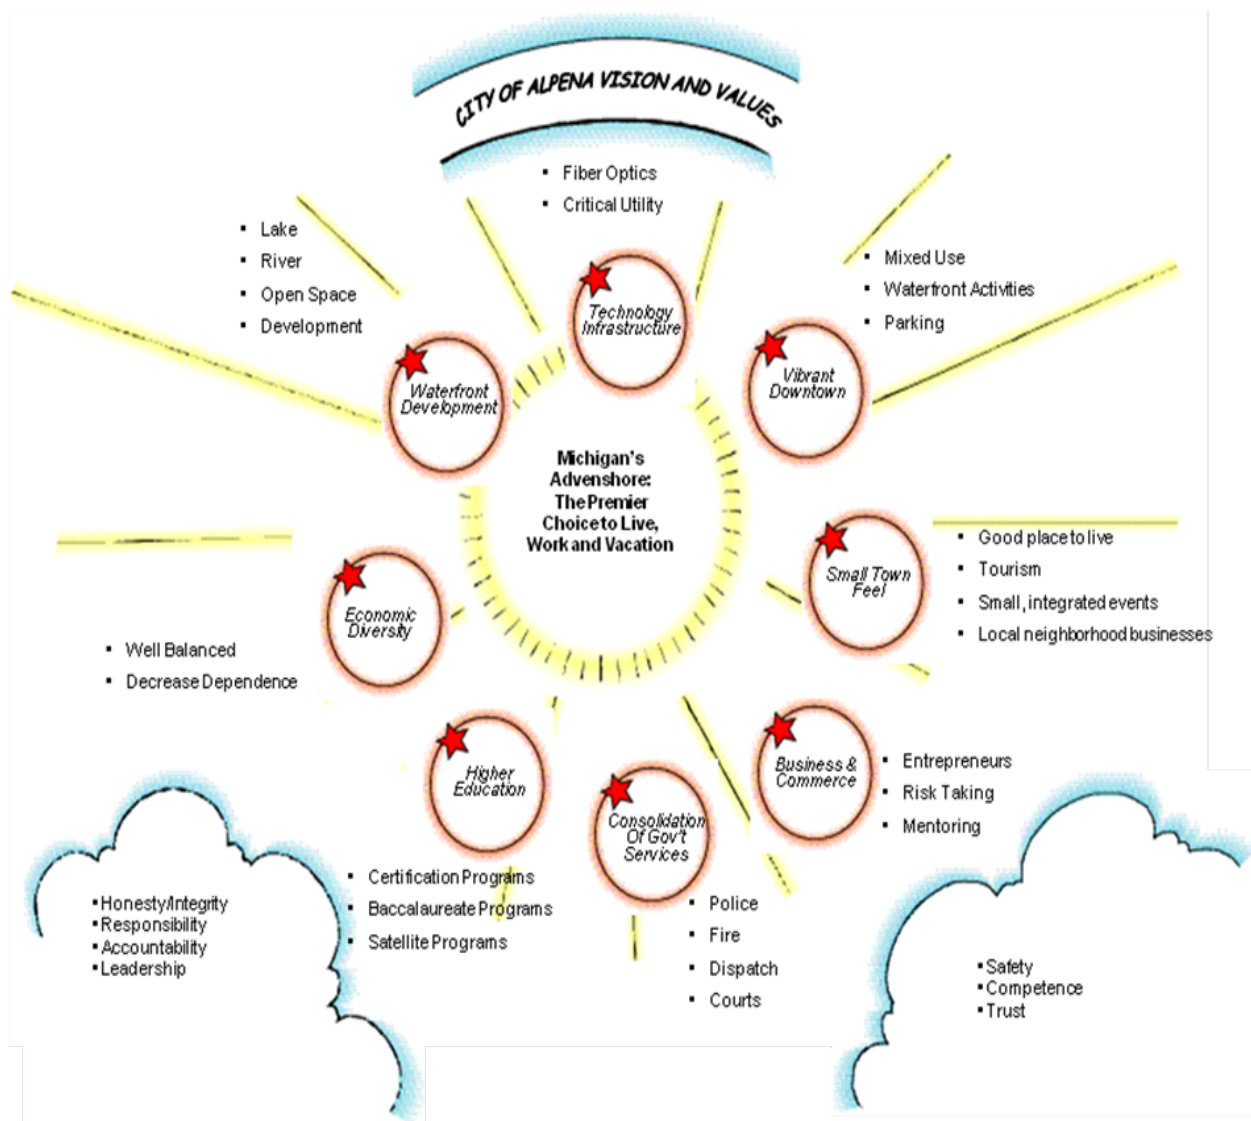 CITY OF ALPENA VISION AND VALUES
▪ Fiber Optics
▪ Critical Utility
Technology
Infrastructure
▪ Lake
▪ River
▪ Open Space
▪ Development
Waterfront
Development
▪ Mixed Use
▪ Waterfront Activities
▪ Parking
Vibrant
Downtown
Michigan's
Advenshore:
The Premier
Choice to Live,
Work and Vacation
Small Town
Feel
▪ Good place to live
▪ Tourism
▪ Small, integrated events
▪ Local neighborhood businesses
Economic
Diversity
▪ Well Balanced
▪ Decrease Dependence
Higher
Education
▪ Certification Programs
▪ Baccalaureate Programs
▪ Satellite Programs
Consolidation
Of Gov't
Services
▪ Police
▪ Fire
▪ Dispatch
▪ Courts
Business &
Commerce
▪ Entrepreneurs
▪ Risk Taking
▪ Mentoring
▪Honesty/Integrity
▪Responsibility
▪Accountability
▪Leadership
▪Safety
▪Competence
▪Trust